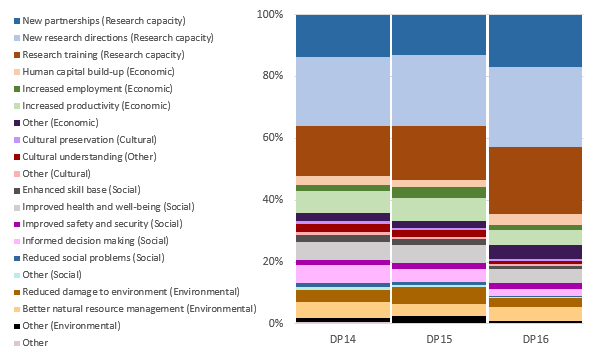 New partnerships (Research capacity)
New research directions (Research capacity)
Research training (Research capacity)
Human capital build-up (Economic)
Increased employment (Economic)
Increased productivity (Economic)
Other (Economic)
Cultural preservation (Cultural)
Cultural understanding (Other)
Other (Cultural)
Enhanced skill base (Social)
Improved health and well-being (Social)
Improved safety and security (Social)
Informed decision making (Social)
Reduced social problems (Social)
Other (Social)
Reduced damage to environment (Environmental)
Better natural resource management (Environmental)
Other (Environmental)
Other
100%
80%
60%
40%
20%
0%
DP14 DP15 DP16